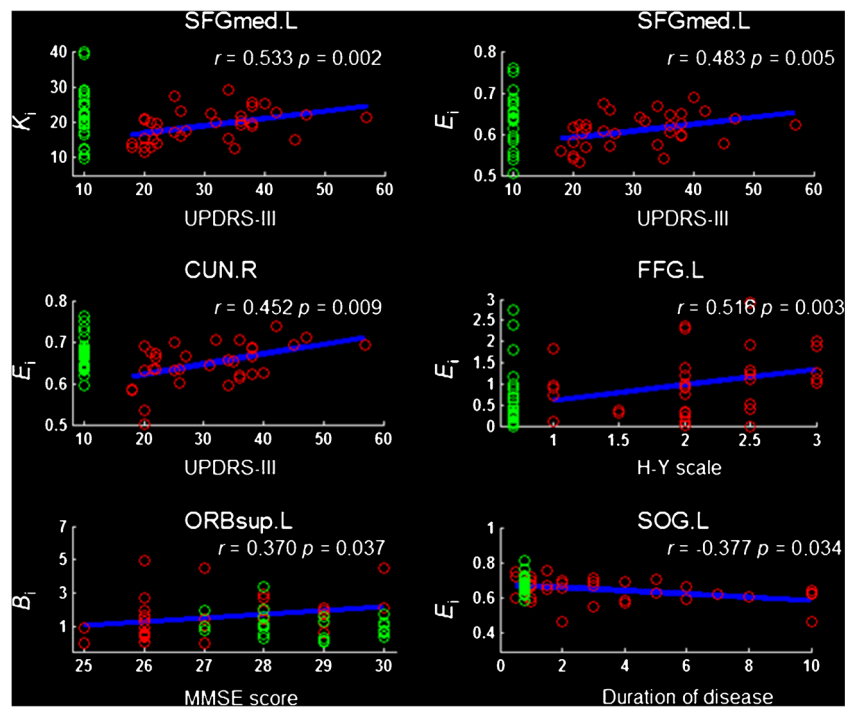 SFGmed.L
r = 0.533 p = 0.002
40
30
20
10
Ki
10 20 30 40 50 60
UPDRS-III
SFGmed.L
r = 0.483 p = 0.005
0.8
0.7
0.6
0.5
Ei
10 20 30 40 50 60
UPDRS-III
CUN.R
r = 0.452 p = 0.009
0.8
0.7
0.6
0.5
Ei
10 20 30 40 50 60
UPDRS-III
FFG.L
r = 0.516 p = 0.003
3
2.5
2
1.5
1
0.5
0
Ei
1 1.5 2 2.5 3
H-Y scale
ORBsup.L
r = 0.370 p = 0.037
7
5
3
1
Bi
25 26 27 28 29 30
MMSE score
SOG.L
r = -0.377 p = 0.034
1
0.8
0.6
0.4
Ei
0 2 4 6 8 10
Duration of disease